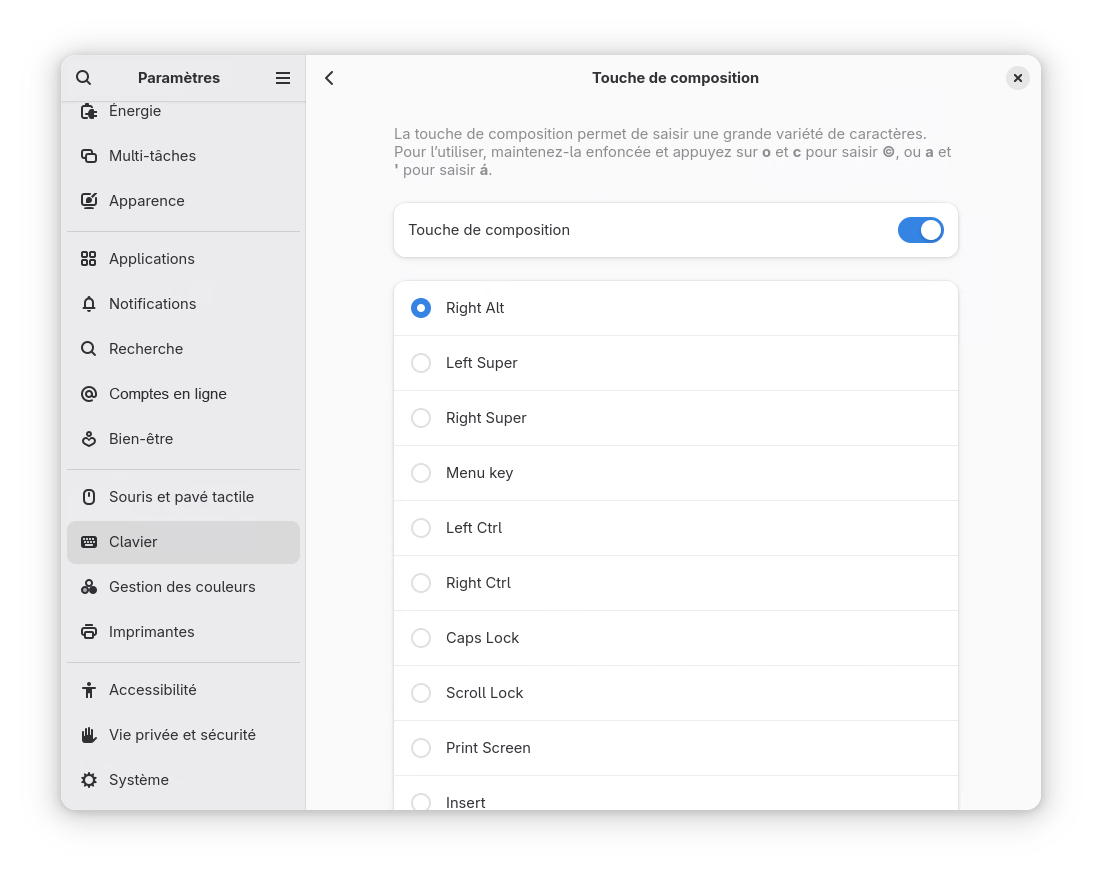 Paramètres
Énergie
Multi-tâches
Apparence
Applications
Notifications
Recherche
Comptes en ligne
Bien-être
Souris et pavé tactile
Clavier
Gestion des couleurs
Imprimantes
Accessibilité
Vie privée et sécurité
Système
Touche de composition
La touche de composition permet de saisir une grande variété de caractères.
Pour l’utiliser, maintenez-la enfoncée et appuyez sur o et c pour saisir ©, ou a et
' pour saisir á.
Touche de composition
Right Alt
Left Super
Right Super
Menu key
Left Ctrl
Right Ctrl
Caps Lock
Scroll Lock
Print Screen
Insert